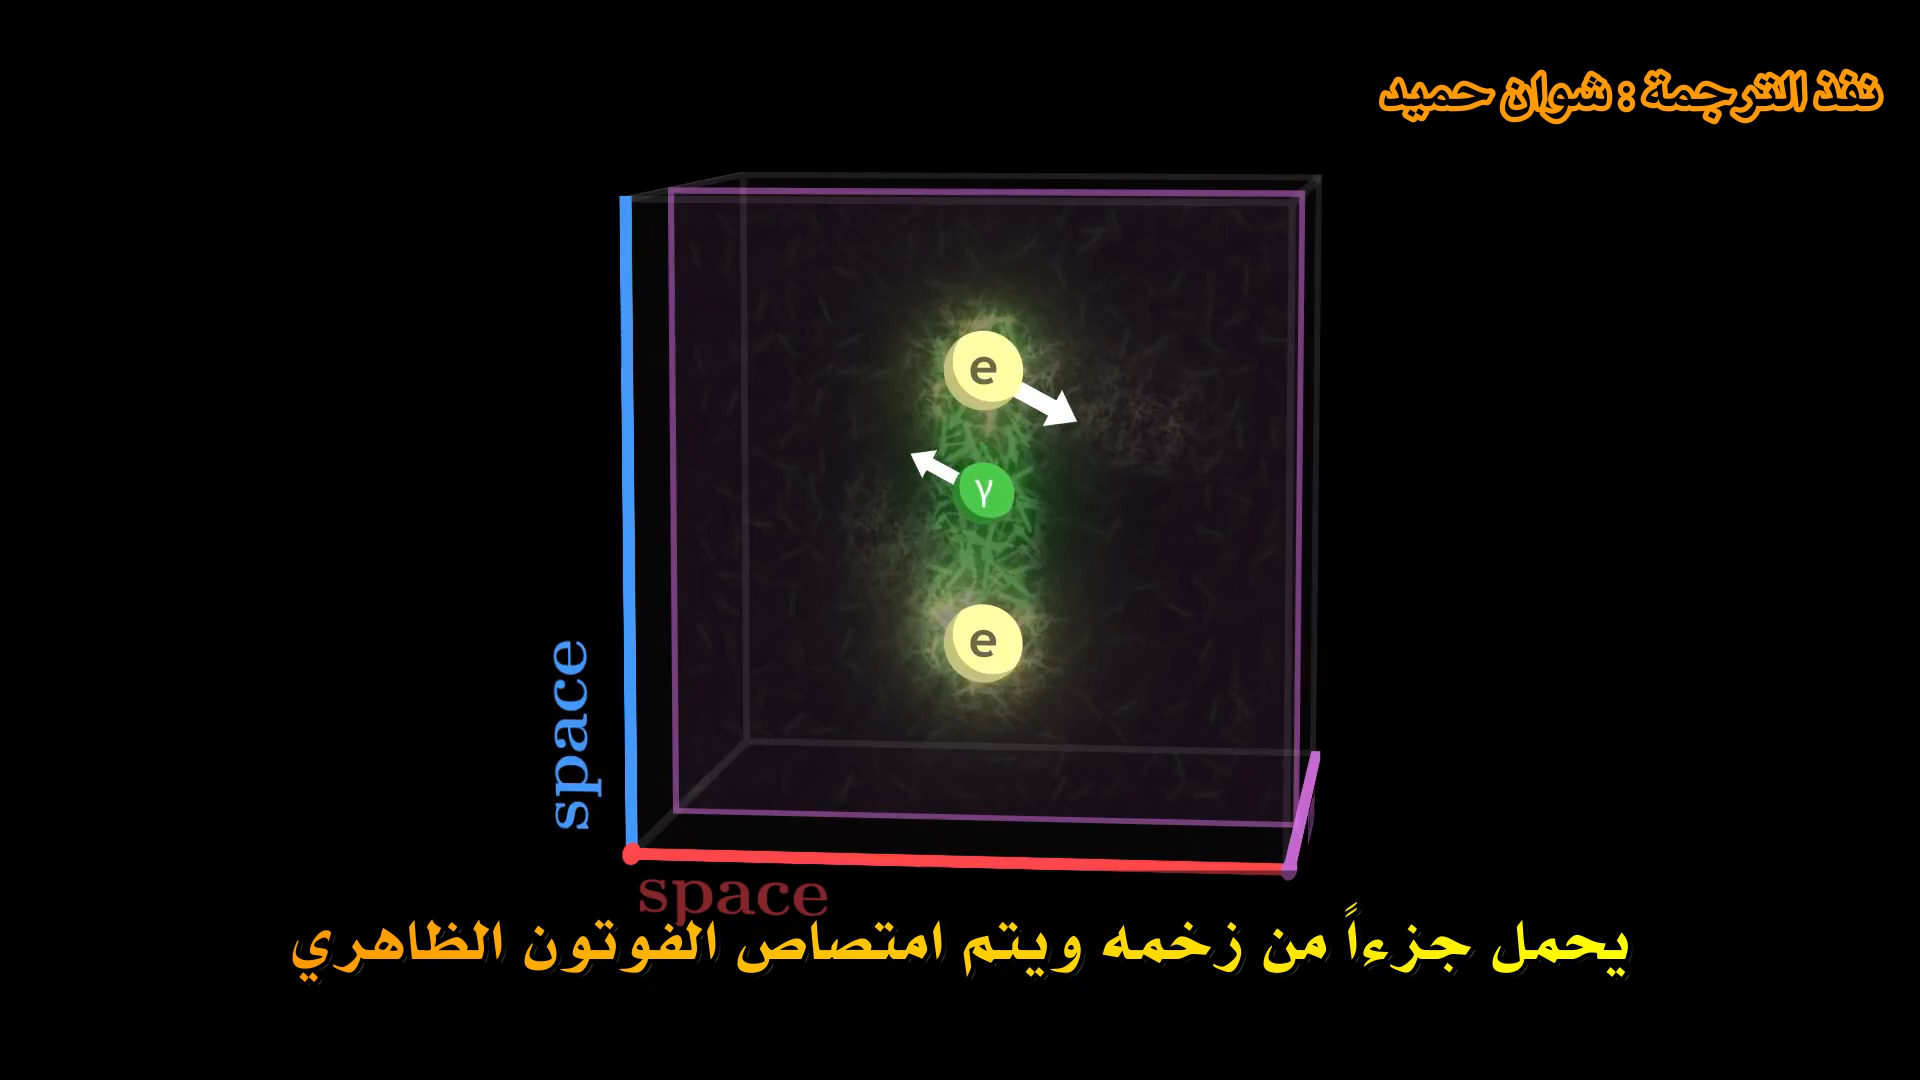 نفذ الترجمة : شوان حميد
e
γ
e
space
space
يحمل جزءاً من زخمه ويتم امتصاص الفوتون الظاهري